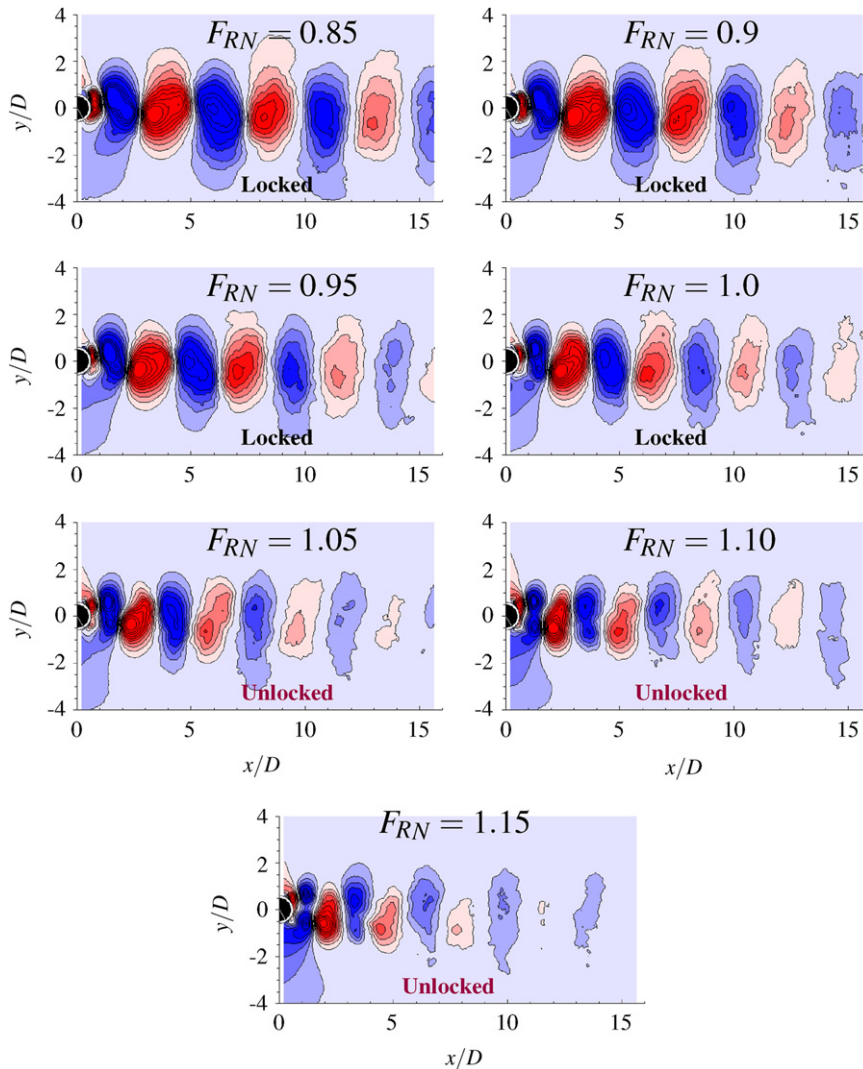 F_RN = 0.85
4
2
0
-2
-4
y/D
Locked
0 5 10 15
F_RN = 0.9
4
2
0
-2
-4
y/D
Locked
0 5 10 15
F_RN = 0.95
4
2
0
-2
-4
y/D
Locked
0 5 10 15
F_RN = 1.0
4
2
0
-2
-4
y/D
Locked
0 5 10 15
F_RN = 1.05
4
2
0
-2
-4
y/D
Unlocked
0 5 10 15
x/D
F_RN = 1.10
4
2
0
-2
-4
y/D
Unlocked
0 5 10 15
x/D
F_RN = 1.15
4
2
0
-2
-4
y/D
Unlocked
0 5 10 15
x/D